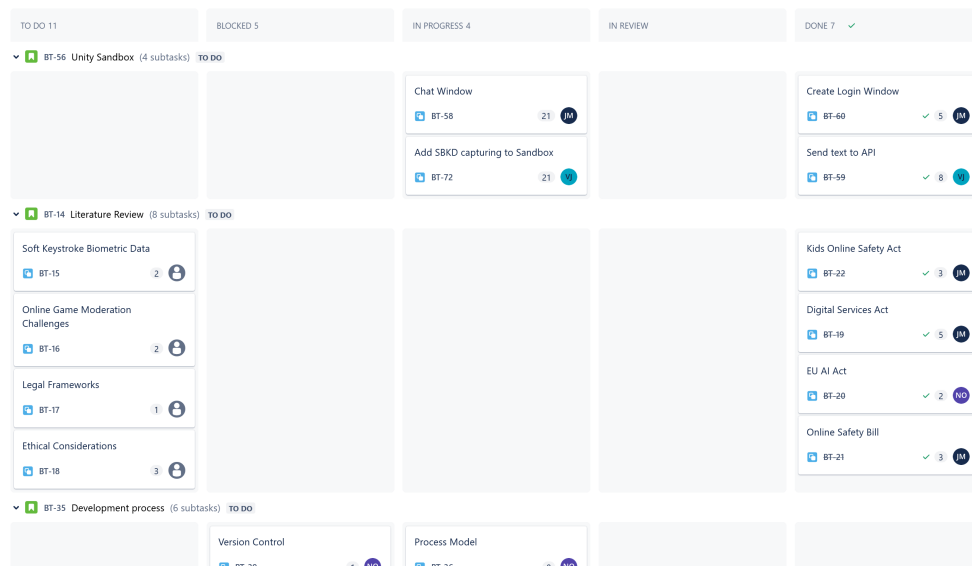 TO DO 11
BLOCKED 5
IN PROGRESS 4
IN REVIEW
DONE 7
BT-56 Unity Sandbox (4 subtasks) TO DO
Chat Window
BT-58 21 JM
Add SBKD capturing to Sandbox
BT-72 21 VJ
Create Login Window
BT-60 5 JM
Send text to API
BT-59 8 VJ
BT-14 Literature Review (8 subtasks) TO DO
Soft Keystroke Biometric Data
BT-15 2
Online Game Moderation
Challenges
BT-16 2
Legal Frameworks
BT-17 1
Ethical Considerations
BT-18 3
Kids Online Safety Act
BT-22 3 JM
Digital Services Act
BT-19 5 JM
EU AI Act
BT-20 2 NO
Online Safety Bill
BT-21 3 JM
BT-35 Development process (6 subtasks) TO DO
Version Control
NO
Process Model
NO